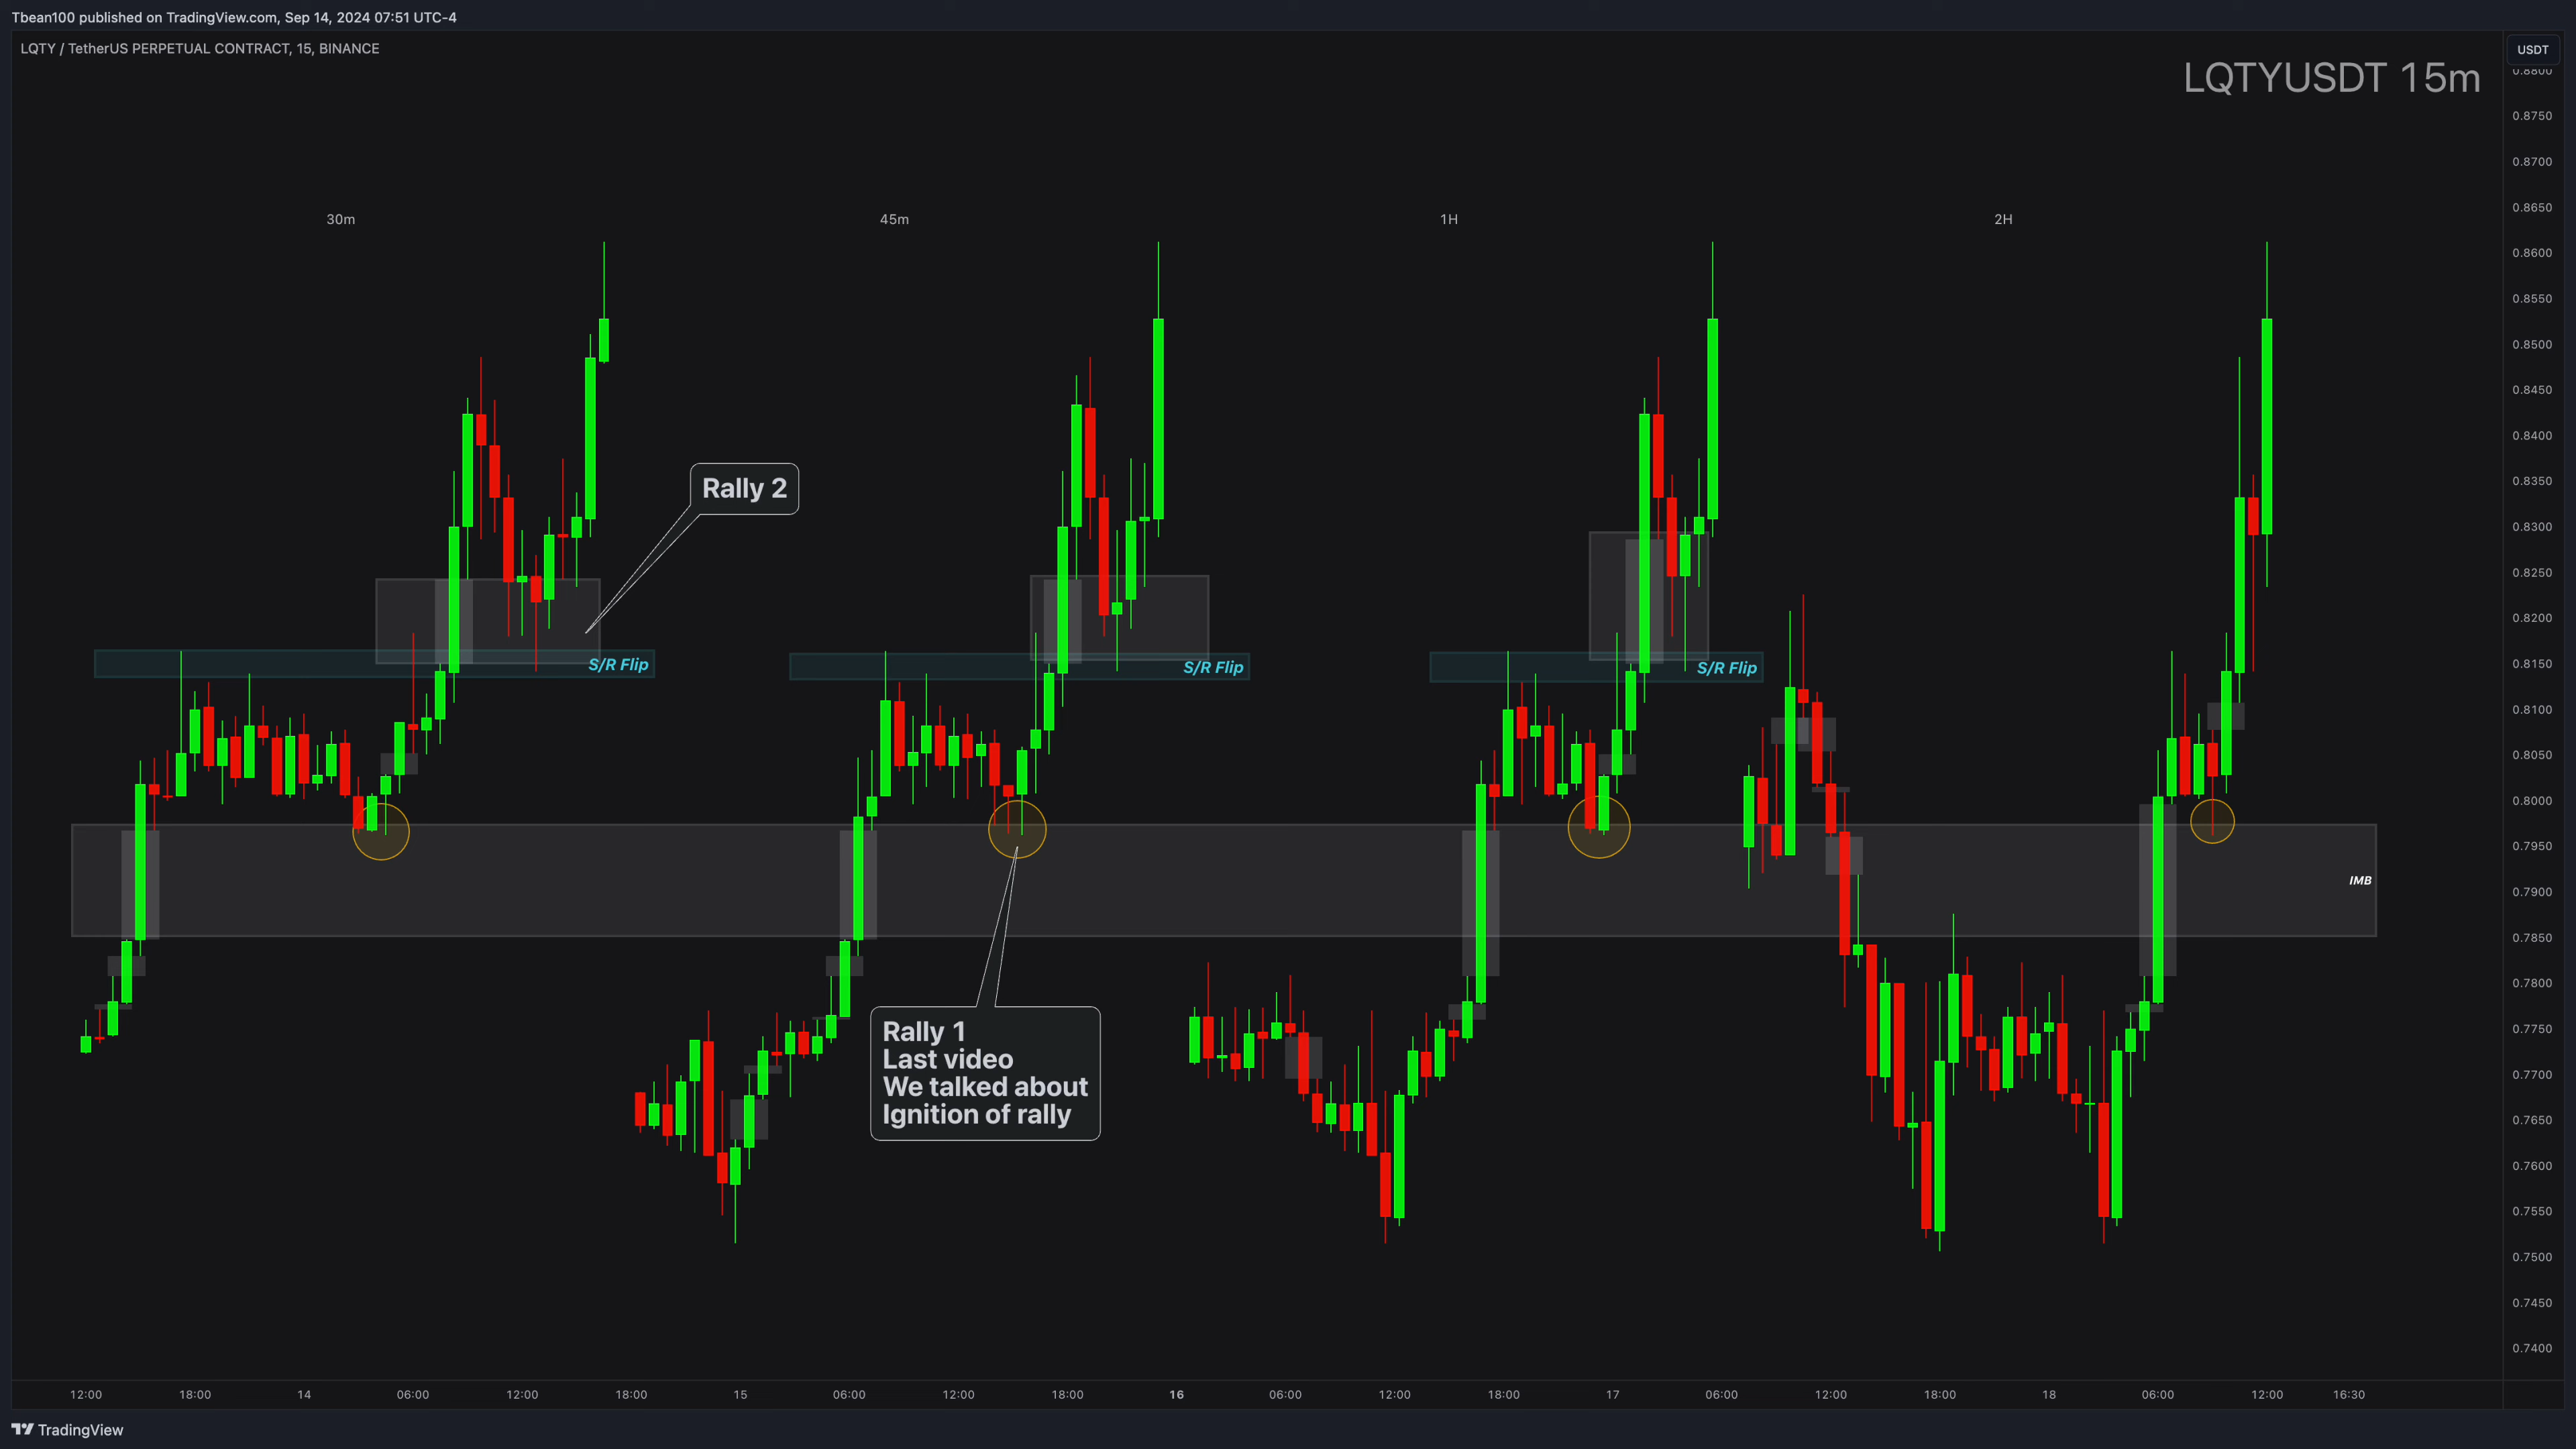 Tbean100 published on TradingView.com, Sep 14, 2024 07:51 UTC-4
LQTY / TetherUS PERPETUAL CONTRACT, 15, BINANCE
USDT
LQTYUSDT 15m
0.8800
0.8750
0.8700
0.8650
0.8600
0.8550
0.8500
0.8450
0.8400
0.8350
0.8300
0.8250
0.8200
0.8150
0.8100
0.8050
0.8000
0.7950
0.7900
0.7850
0.7800
0.7750
0.7700
0.7650
0.7600
0.7550
0.7500
0.7450
0.7400
30m
45m
1H
2H
Rally 2
S/R Flip
S/R Flip
S/R Flip
IMB
Rally 1
Last video
We talked about
Ignition of rally
12:00 18:00 14 06:00 12:00 18:00 15 06:00 12:00 18:00 16 06:00 12:00 18:00 17 06:00 12:00 18:00 18 06:00 12:00 16:30
TradingView